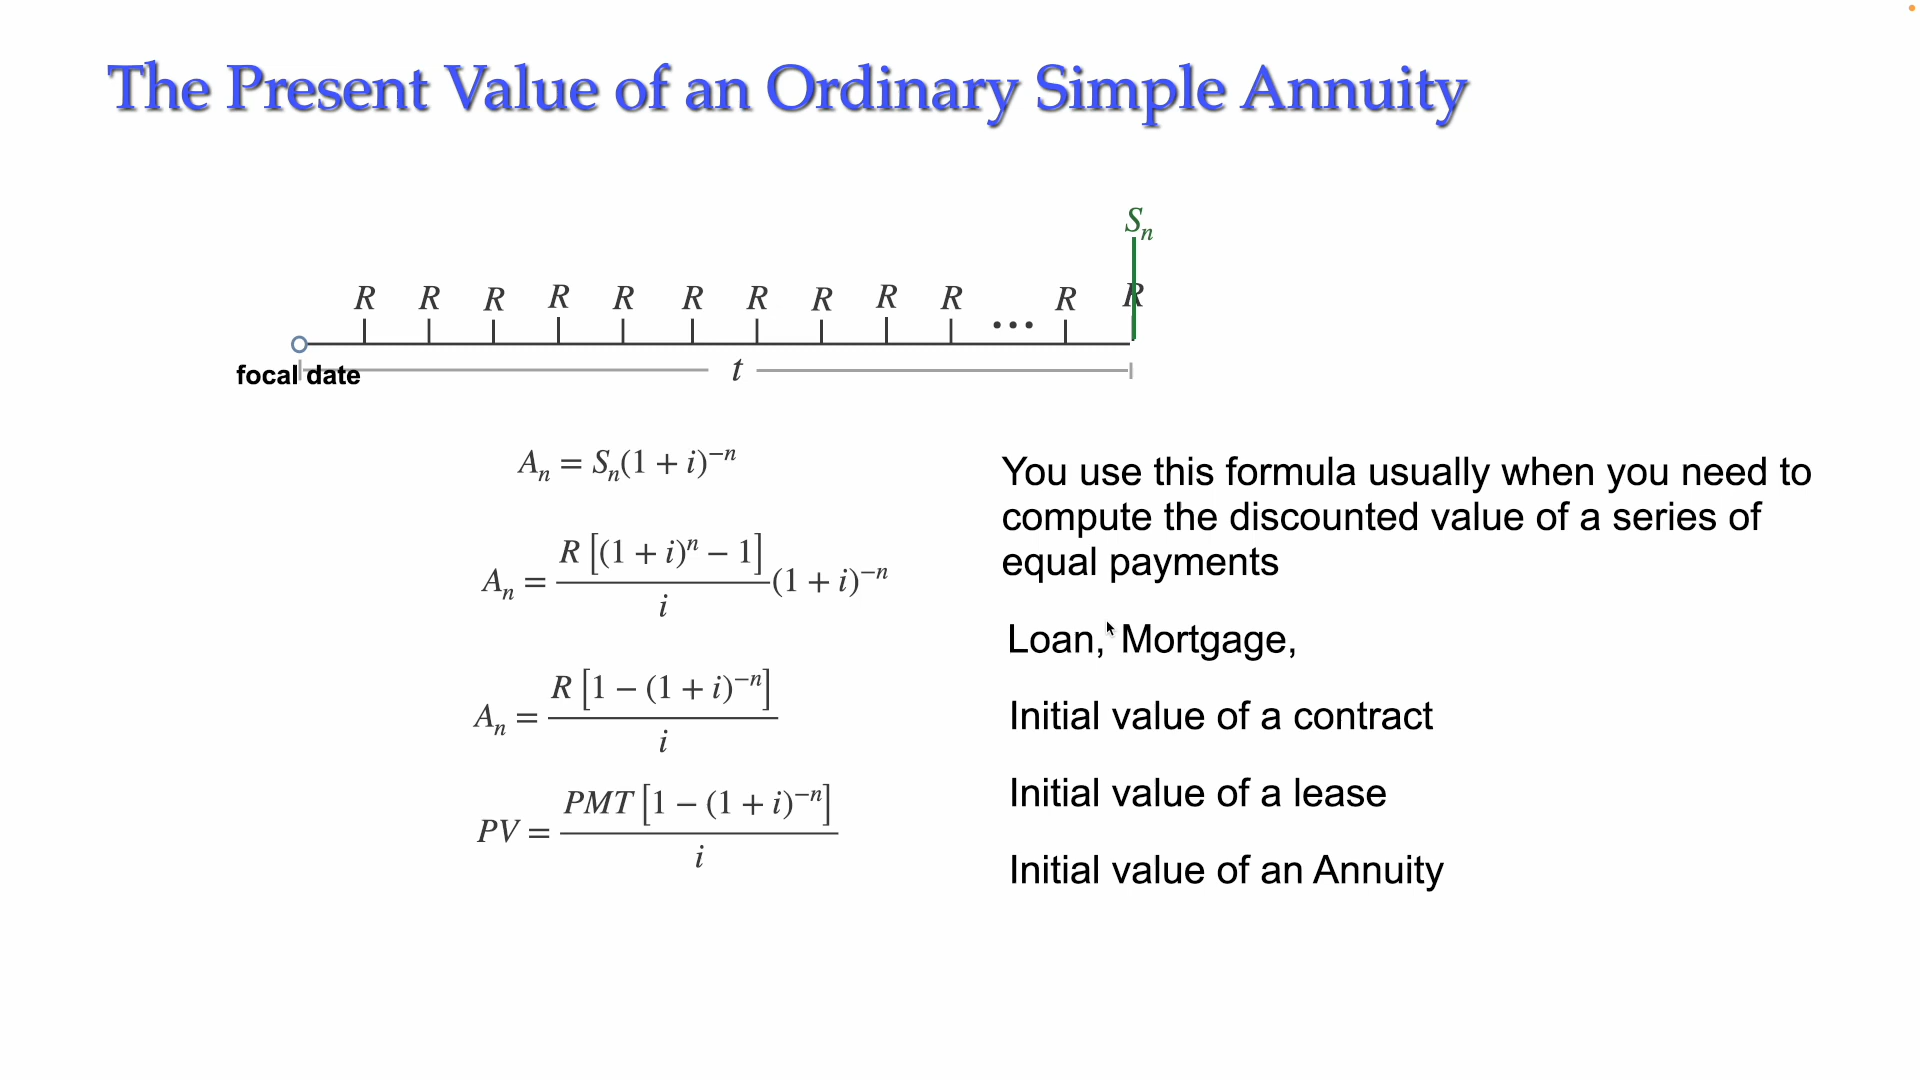 The Present Value of an Ordinary Simple Annuity
Sₙ
R R R R R R R R R R ... R R
focal date
t
Aₙ = Sₙ(1 + i)⁻ⁿ
Aₙ = R [(1 + i)ⁿ − 1] / i (1 + i)⁻ⁿ
Aₙ = R [1 − (1 + i)⁻ⁿ] / i
PV = PMT [1 − (1 + i)⁻ⁿ] / i
You use this formula usually when you need to
compute the discounted value of a series of
equal payments
Loan, Mortgage,
Initial value of a contract
Initial value of a lease
Initial value of an Annuity